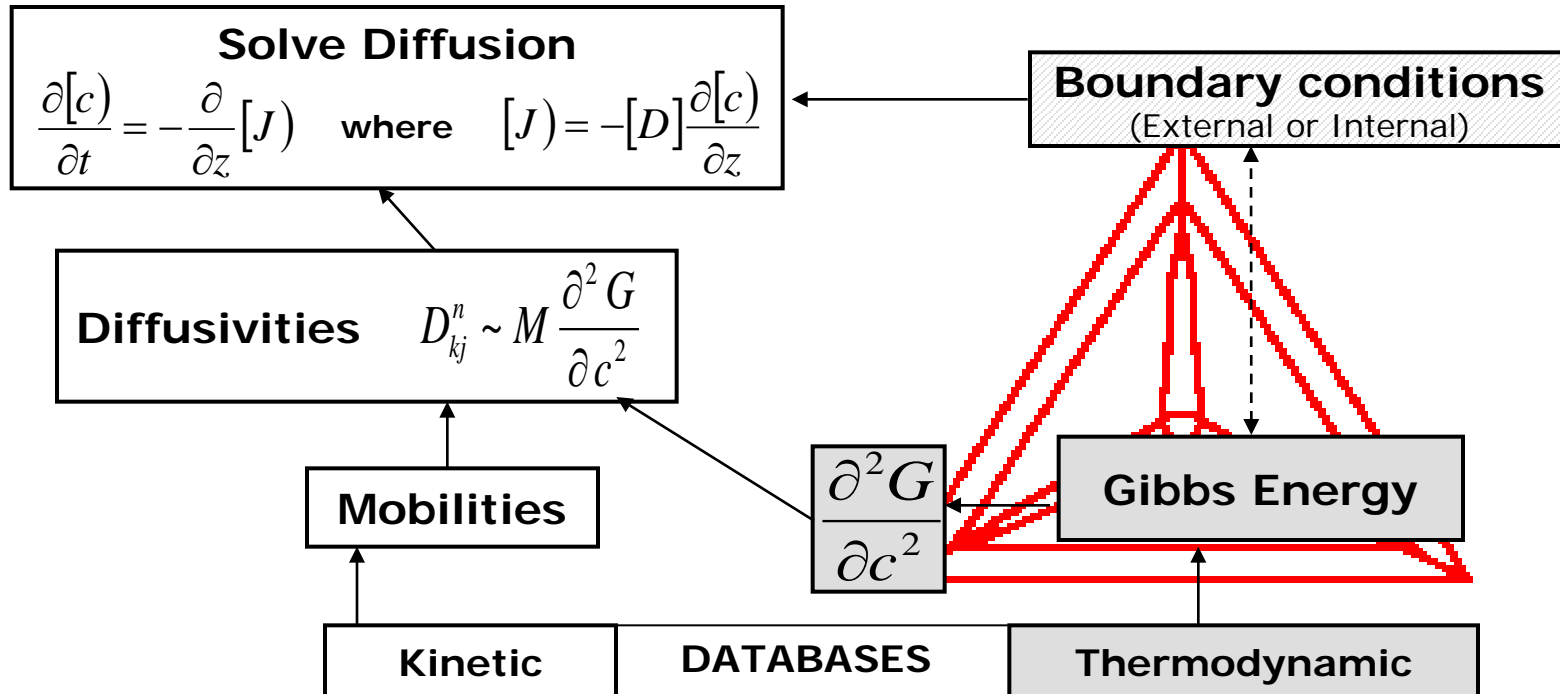 Solve Diffusion
∂[c)/∂t = −∂/∂z [J) where [J) = −[D] ∂[c)/∂z
Boundary conditions
(External or Internal)
Diffusivities D^n_kj ~ M ∂²G/∂c²
∂²G/∂c²
Gibbs Energy
Mobilities
Kinetic DATABASES Thermodynamic